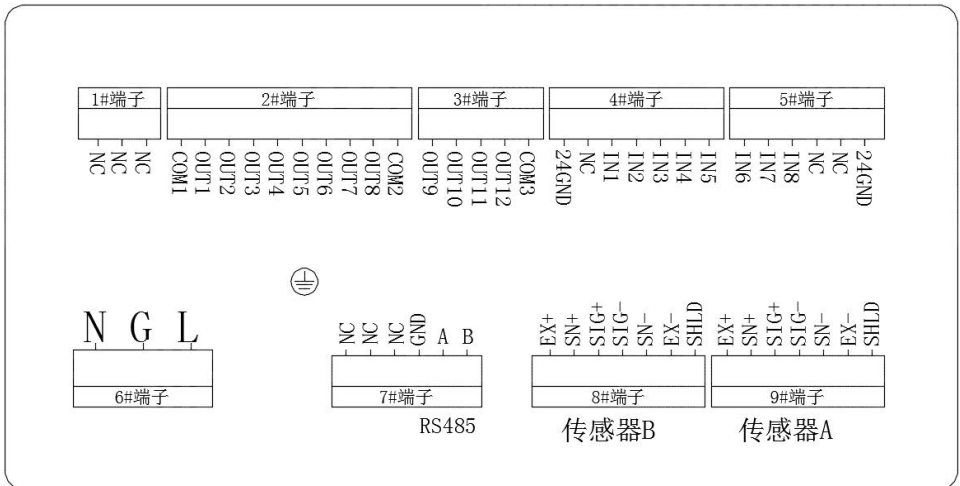 1#端子 2#端子 3#端子 4#端子 5#端子
NC NC NC COM1 OUT1 OUT2 OUT3 OUT4 OUT5 OUT6 OUT7 OUT8 COM2 OUT9 OUT10 OUT11 OUT12 COM3 24GND NC IN1 IN2 IN3 IN4 IN5 IN6 IN7 IN8 NC NC 24GND
N G L NC NC NC GND A B EX+ SN+ SIG+ SIG- SN- EX- SHLD EX+ SN+ SIG+ SIG- SN- EX- SHLD
6#端子 7#端子 8#端子 9#端子
RS485 传感器B 传感器A